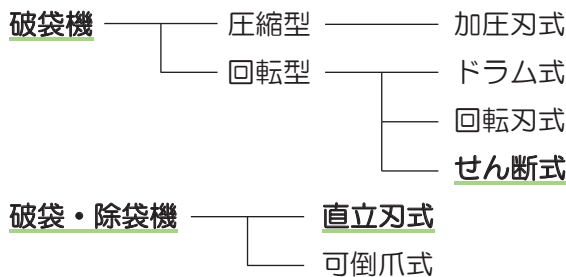 破袋機 圧縮型 加圧刃式
回転型 ドラム式
回転刃式
せん断式
破袋・除袋機 直立刃式
可倒爪式